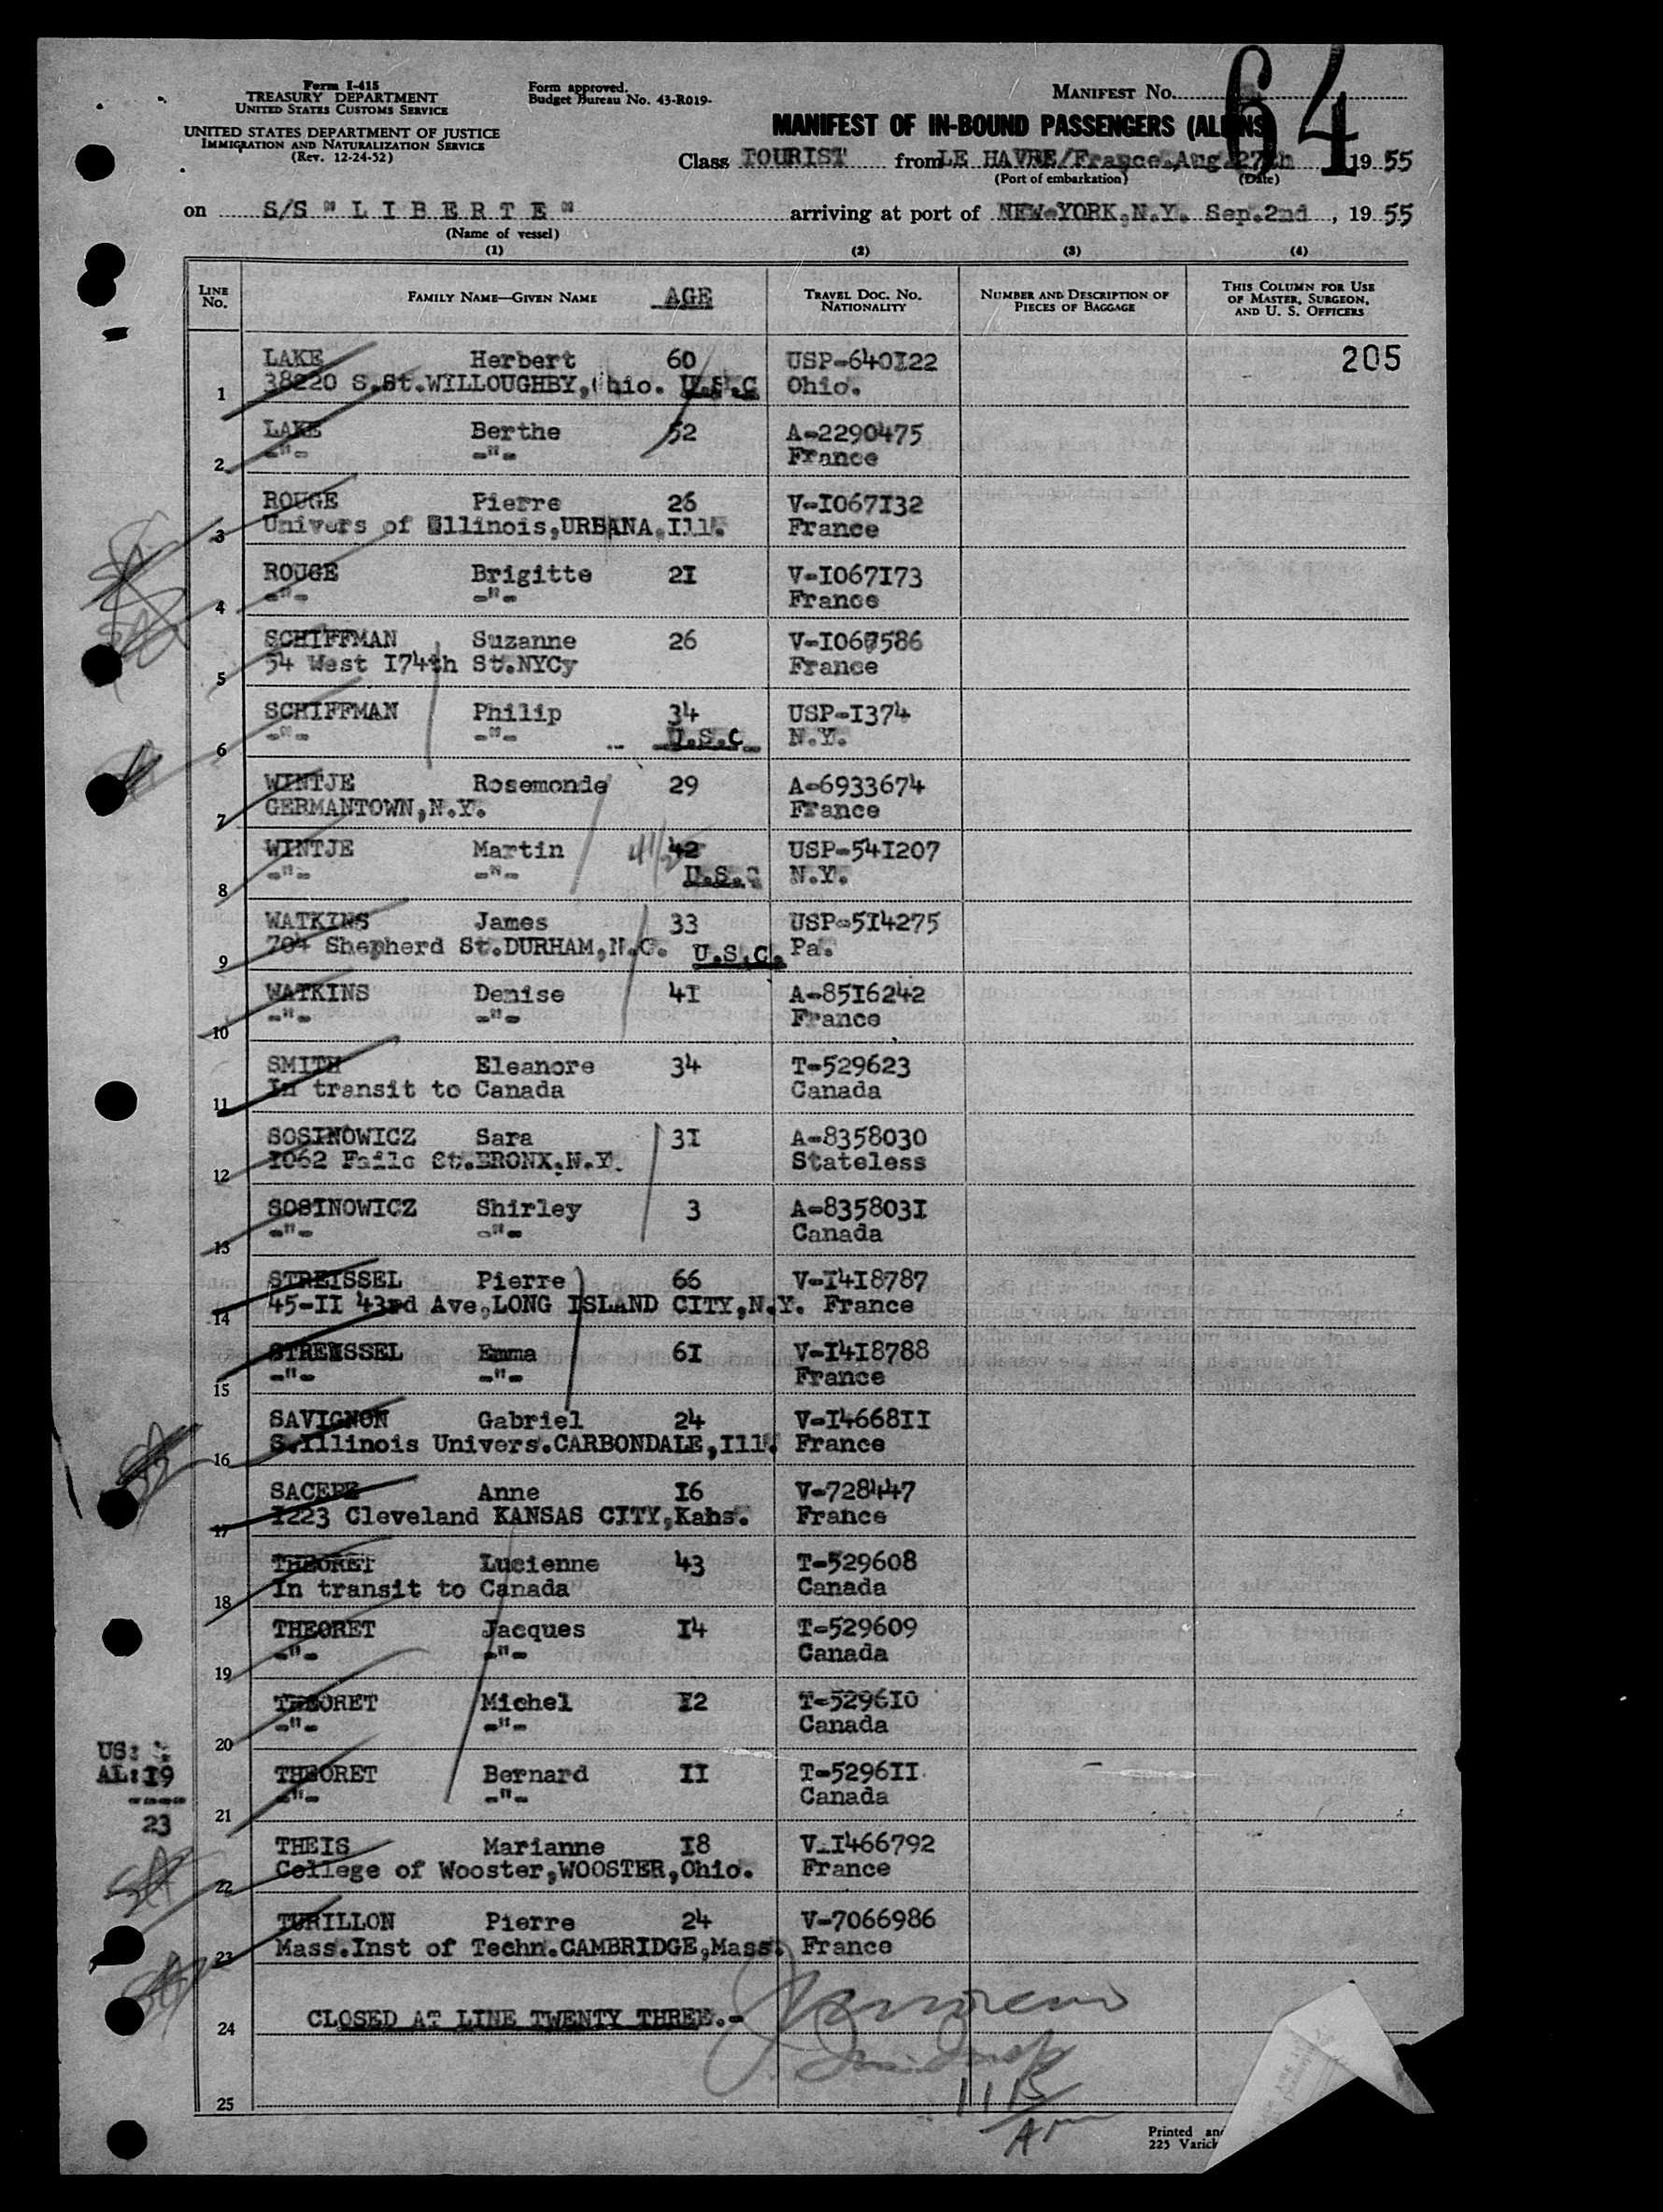 Form I-415
TREASURY DEPARTMENT
UNITED STATES CUSTOMS SERVICE
UNITED STATES DEPARTMENT OF JUSTICE
IMMIGRATION AND NATURALIZATION SERVICE
(Rev. 12-24-52)
Form approved.
Budget Bureau No. 43-R019-
MANIFEST No. 64
MANIFEST OF IN-BOUND PASSENGERS (ALIENS)
Class TOURIST from LE HAVRE/France, Aug. 27th 1955
(Port of embarkation) (Date)
on S/S "LIBERTE" arriving at port of NEW-YORK, N.Y. Sep.2nd, 1955
(Name of vessel)
(1) (2) (3) (4)
LINE No. FAMILY NAME—GIVEN NAME AGE TRAVEL DOC. NO. NATIONALITY NUMBER AND DESCRIPTION OF PIECES OF BAGGAGE THIS COLUMN FOR USE OF MASTER, SURGEON, AND U. S. OFFICERS
205
LAKE Herbert 60 USP-640I22
1 38220 S.St.WILLOUGHBY, Ohio. U.S.C Ohio.
LAKE Berthe 52 A-2290475
2 -"- -"- France
ROUGE Pierre 26 V-I067I32
3 Univers of Illinois,URBANA,Ill. France
ROUGE Brigitte 2I V-I067I73
4 -"- -"- France
SCHIFFMAN Suzanne 26 V-I067586
5 54 West I74th St.NYCy France
SCHIFFMAN Philip 34 USP-I374
6 -"- -"- U.S.C. N.Y.
WINTJE Rosemonde 29 A-6933674
7 GERMANTOWN,N.Y. France
WINTJE Martin 42 USP-54I207
8 -"- -"- U.S.C N.Y.
WATKINS James 33 USP-5I4275
9 704 Shepherd St.DURHAM,N.C. U.S.C. Pa.
WATKINS Denise 4I A-85I6242
10 -"- -"- France
SMITH Eleanore 34 T-529623
11 In transit to Canada Canada
SOSINOWICZ Sara 3I A-8358030
12 I062 Faile St.BRONX.N.Y. Stateless
SOSINOWICZ Shirley 3 A-835803I
13 -"- -"- Canada
STREISSEL Pierre 66 V-I4I8787
14 45-II 43rd Ave,LONG ISLAND CITY,N.Y. France
STREISSEL Emma 6I V-I4I8788
15 -"- -"- France
SAVIGNON Gabriel 24 V-I4668II
16 S.Illinois Univers.CARBONDALE,Ill. France
Anne I6 V-728447
17 I223 Cleveland KANSAS CITY,Kans. France
THEORET Lucienne 43 T-529608
18 In transit to Canada Canada
THEORET Jacques I4 T-529609
19 -"- -"- Canada
THEORET Michel I2 T-5296I0
20 -"- -"- Canada
US:
AL:I9
----
23
THEORET Bernard II T-5296II
21 -"- -"- Canada
THEIS Marianne I8 V-I466792
22 College of Wooster,WOOSTER,Ohio. France
TURILLON Pierre 24 V-7066986
23 Mass.Inst of Techn.CAMBRIDGE,Mass. France
24 CLOSED AT LINE TWENTY THREE.-
25
11 15
AM
Printed
225 Varick